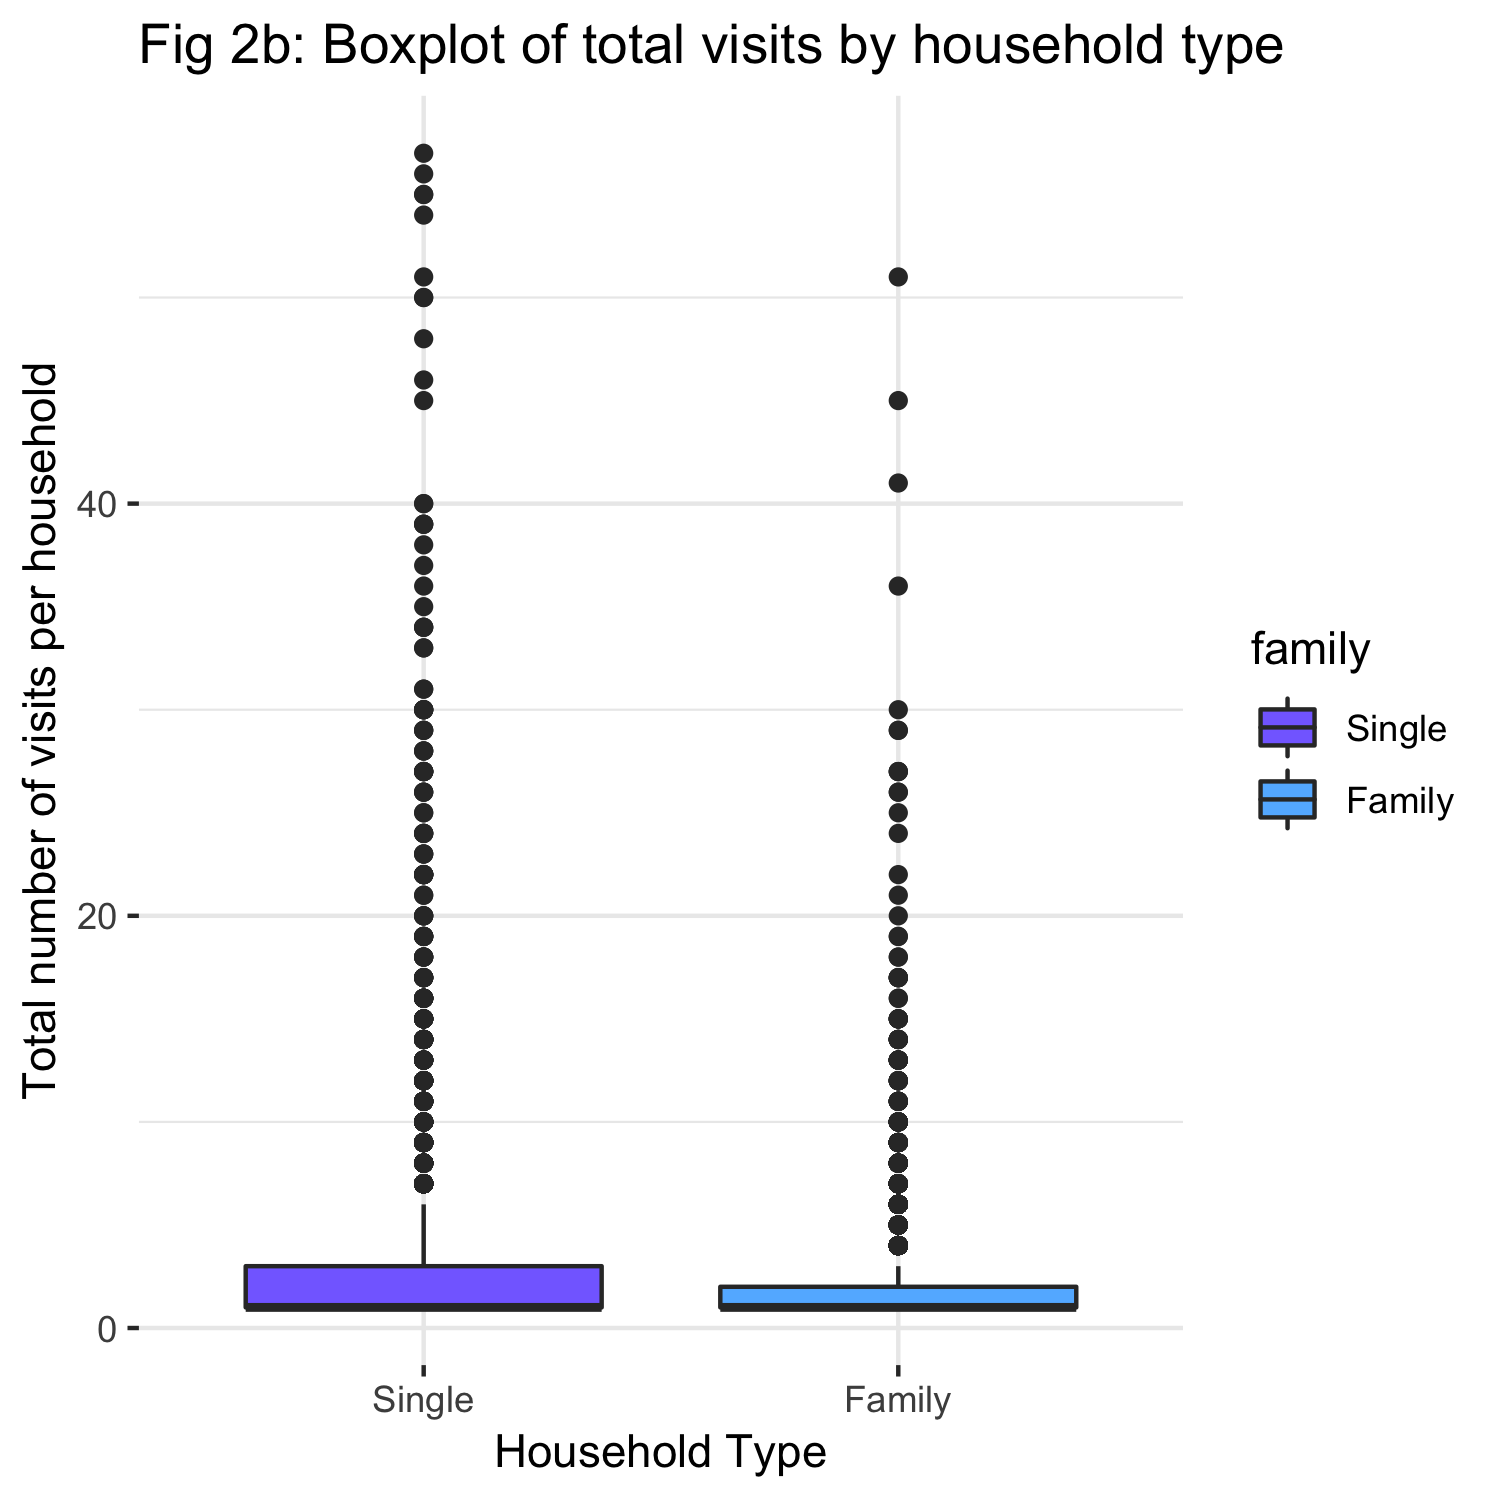 Fig 2b: Boxplot of total visits by household type
Total number of visits per household
40
20
0
Single
Family
Household Type
family
Single
Family